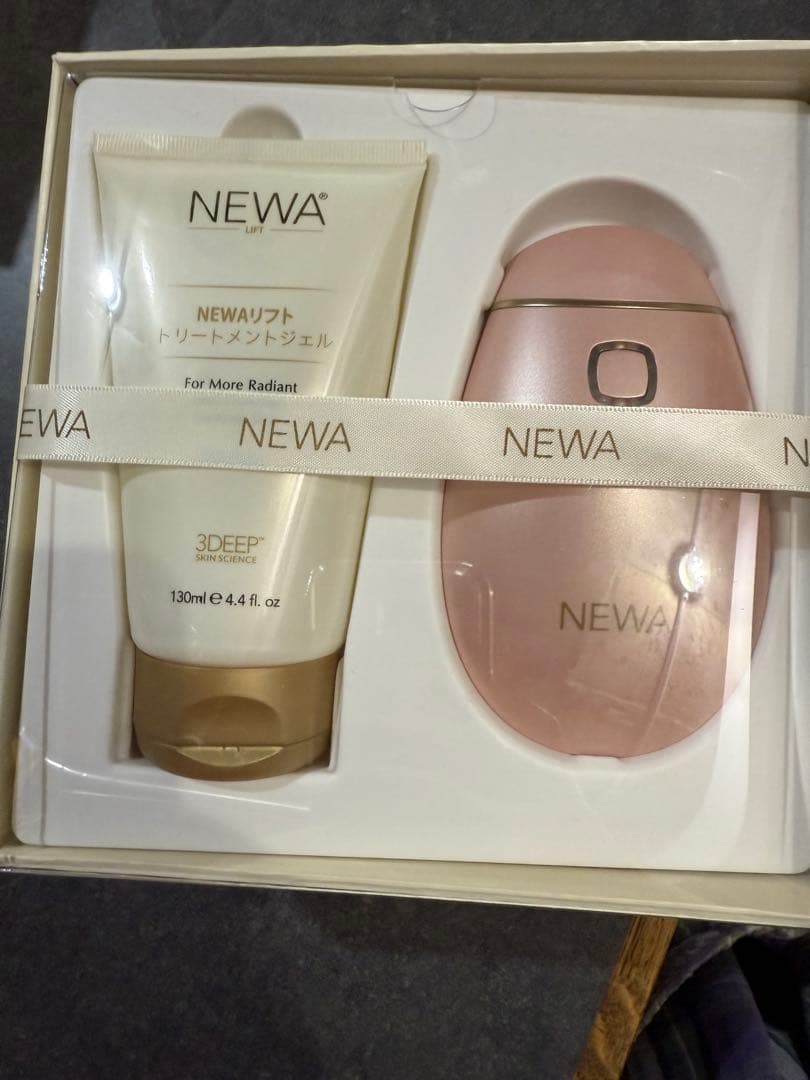 NEWA®
LIFT
NEWAリフト
トリートメントジェル
For More Radiant
EWA NEWA NEWA N
3DEEP™
SKIN SCIENCE
130ml ℮ 4.4 fl. oz
NEWA